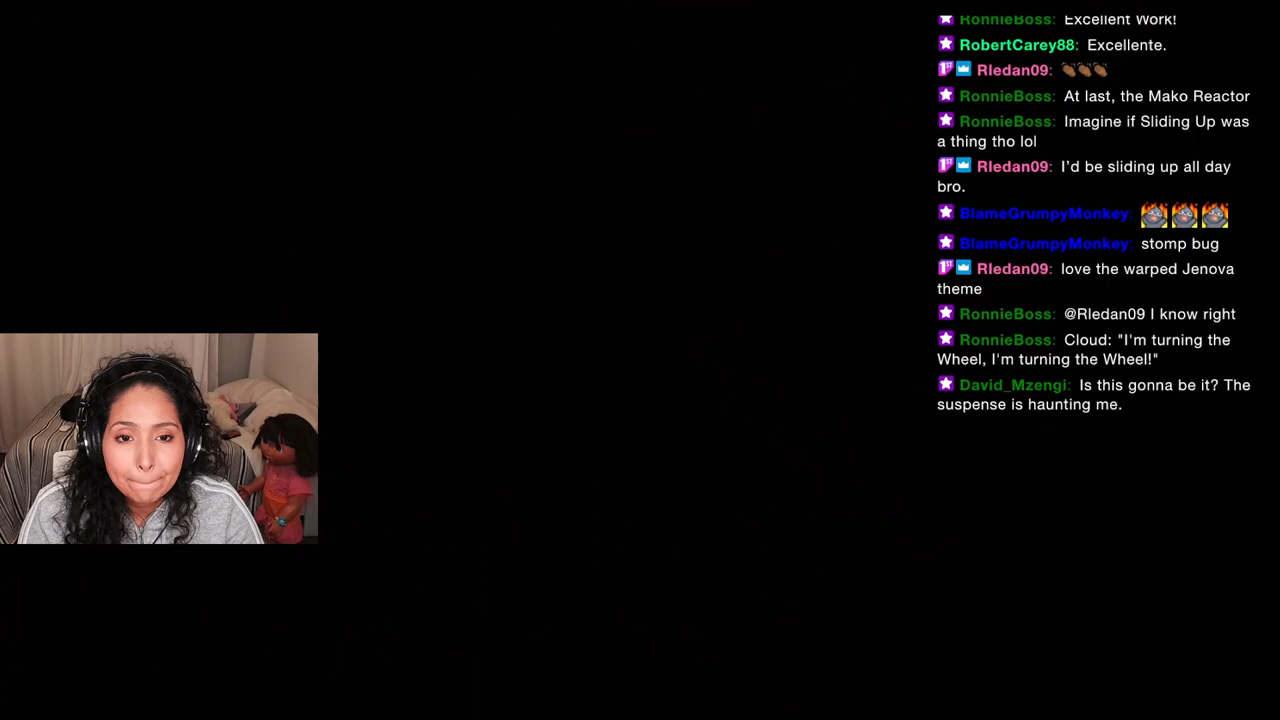 RonnieBoss: Excellent Work!
RobertCarey88: Excellente.
1ST Rledan09:
RonnieBoss: At last, the Mako Reactor
RonnieBoss: Imagine if Sliding Up was
a thing tho lol
1ST Rledan09: I’d be sliding up all day
bro.
BlameGrumpyMonkey:
BlameGrumpyMonkey: stomp bug
1ST Rledan09: love the warped Jenova
theme
RonnieBoss: @Rledan09 I know right
RonnieBoss: Cloud: "I'm turning the
Wheel, I'm turning the Wheel!"
David_Mzengi: Is this gonna be it? The
suspense is haunting me.